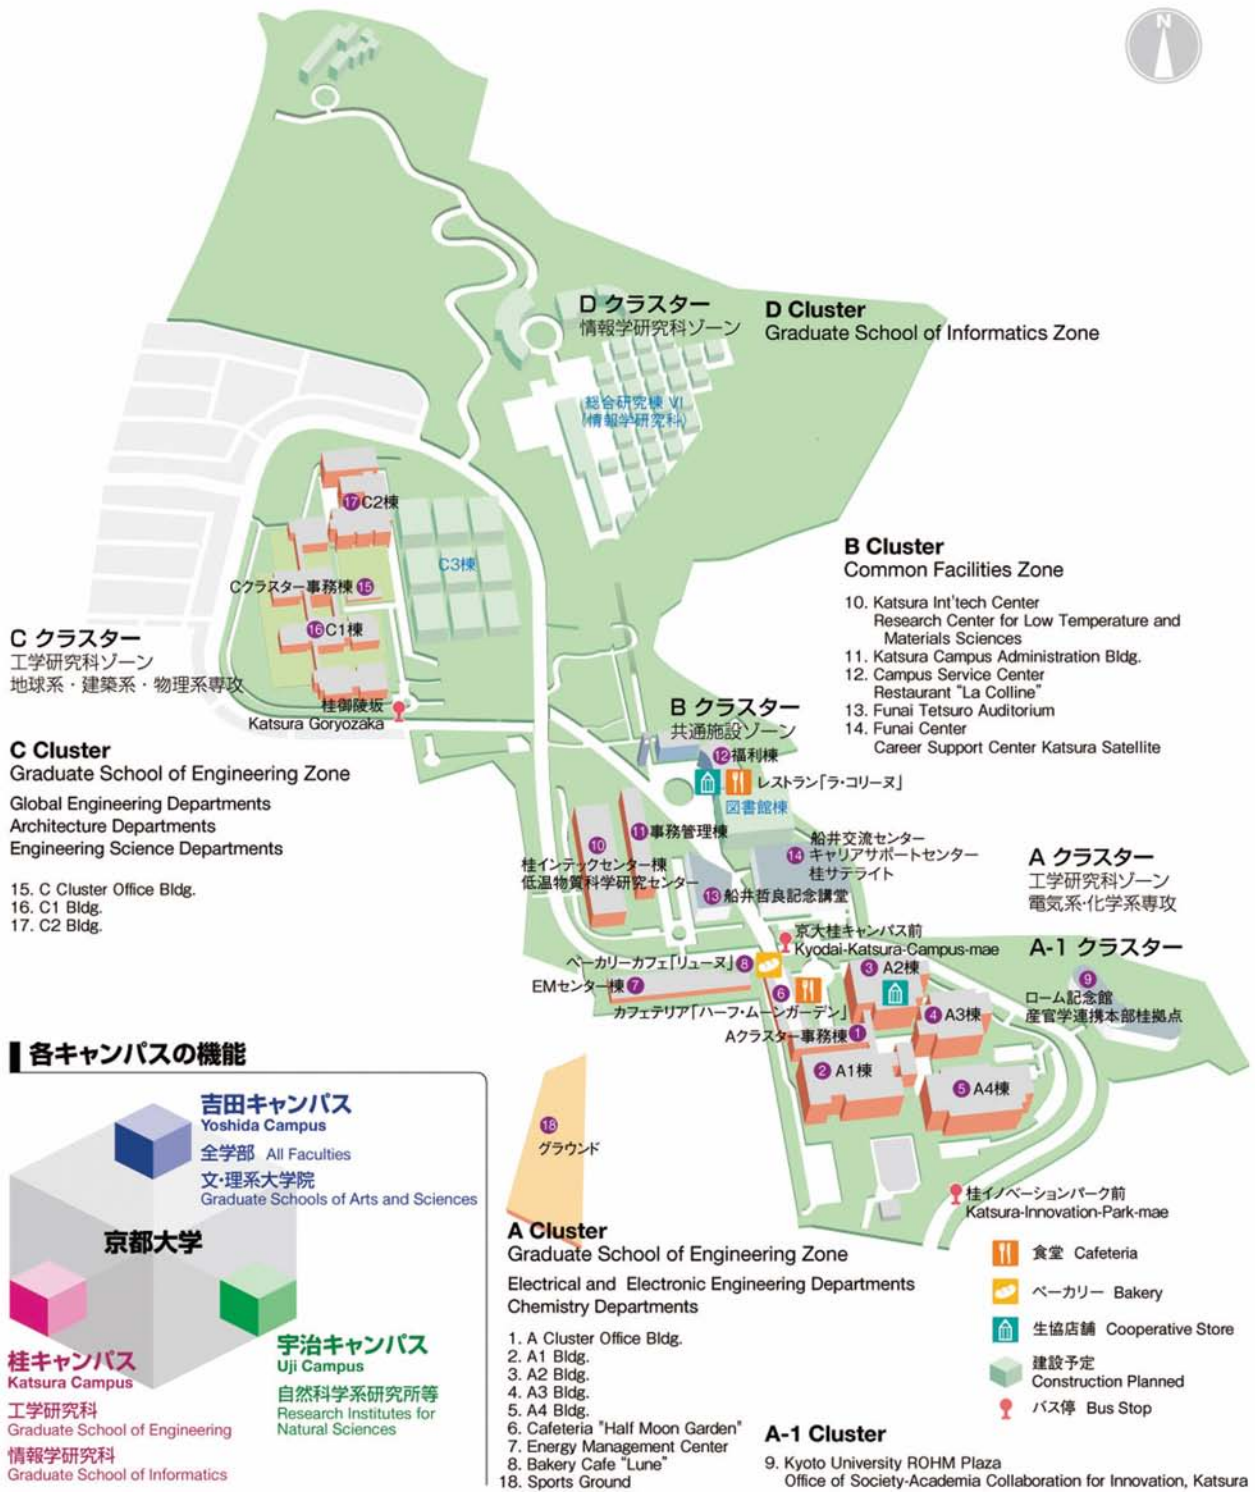 N
D クラスター
情報学研究科ゾーン
D Cluster
Graduate School of Informatics Zone
総合研究棟 VI
(情報学研究科)
17 C2棟
C3棟
Cクラスター事務棟 15
16 C1棟
C クラスター
工学研究科ゾーン
地球系・建築系・物理系専攻
桂御陵坂
Katsura Goryozaka
C Cluster
Graduate School of Engineering Zone
Global Engineering Departments
Architecture Departments
Engineering Science Departments
15. C Cluster Office Bldg.
16. C1 Bldg.
17. C2 Bldg.
B Cluster
Common Facilities Zone
10. Katsura Int'tech Center
Research Center for Low Temperature and
Materials Sciences
11. Katsura Campus Administration Bldg.
12. Campus Service Center
Restaurant "La Colline"
13. Funai Tetsuro Auditorium
14. Funai Center
Career Support Center Katsura Satellite
B クラスター
共通施設ゾーン
12 福利棟
レストラン「ラ・コリーヌ」
図書館棟
11 事務管理棟
10
桂インテックセンター棟
低温物質科学研究センター
船井交流センター
14 キャリアサポートセンター
桂サテライト
13 船井哲良記念講堂
A クラスター
工学研究科ゾーン
電気系・化学系専攻
京大桂キャンパス前
Kyodai-Katsura-Campus-mae
A-1 クラスター
9
ローム記念館
産官学連携本部桂拠点
ベーカリーカフェ「リューヌ」 8
EMセンター棟 7
6
カフェテリア「ハーフ・ムーンガーデン」
3 A2棟
4 A3棟
Aクラスター事務棟 1
2 A1棟
5 A4棟
18
グラウンド
桂イノベーションパーク前
Katsura-Innovation-Park-mae
各キャンパスの機能
吉田キャンパス
Yoshida Campus
全学部 All Faculties
文・理系大学院
Graduate Schools of Arts and Sciences
京都大学
桂キャンパス
Katsura Campus
工学研究科
Graduate School of Engineering
情報学研究科
Graduate School of Informatics
宇治キャンパス
Uji Campus
自然科学系研究所等
Research Institutes for
Natural Sciences
A Cluster
Graduate School of Engineering Zone
Electrical and Electronic Engineering Departments
Chemistry Departments
1. A Cluster Office Bldg.
2. A1 Bldg.
3. A2 Bldg.
4. A3 Bldg.
5. A4 Bldg.
6. Cafeteria "Half Moon Garden"
7. Energy Management Center
8. Bakery Cafe "Lune"
18. Sports Ground
食堂 Cafeteria
ベーカリー Bakery
生協店舗 Cooperative Store
建設予定
Construction Planned
バス停 Bus Stop
A-1 Cluster
9. Kyoto University ROHM Plaza
Office of Society-Academia Collaboration for Innovation, Katsura